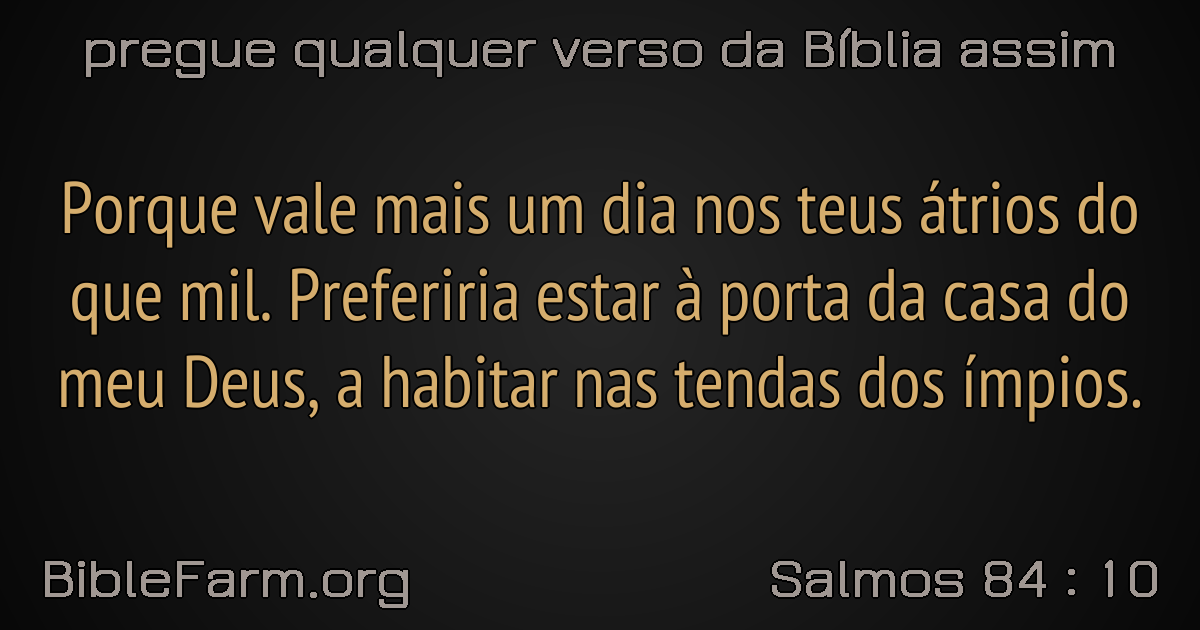 pregue qualquer verso da Bíblia assim
Porque vale mais um dia nos teus átrios do
que mil. Preferiria estar à porta da casa do
meu Deus, a habitar nas tendas dos ímpios.
BibleFarm.org
Salmos 84 : 10